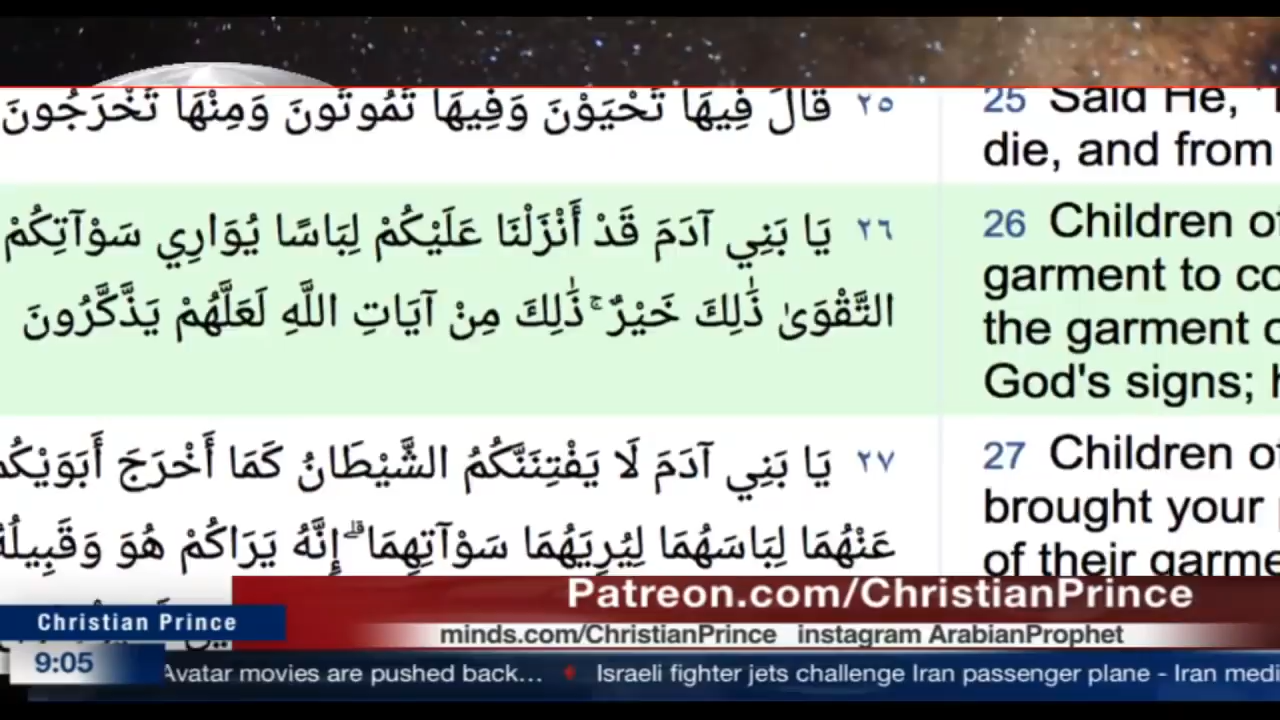 ٢٥ قَالَ فِيهَا تَحْيَوْنَ وَفِيهَا تَمُوتُونَ وَمِنْهَا تُخْرَجُونَ
25 Said He,
die, and from
٢٦ يَا بَنِي آدَمَ قَدْ أَنْزَلْنَا عَلَيْكُمْ لِبَاسًا يُوَارِي سَوْآتِكُمْ
التَّقْوَىٰ ذَٰلِكَ خَيْرٌ ۚ ذَٰلِكَ مِنْ آيَاتِ اللَّهِ لَعَلَّهُمْ يَذَّكَّرُونَ
26 Children of
garment to co
the garment o
God's signs; h
٢٧ يَا بَنِي آدَمَ لَا يَفْتِنَنَّكُمُ الشَّيْطَانُ كَمَا أَخْرَجَ أَبَوَيْكُم
عَنْهُمَا لِبَاسَهُمَا لِيُرِيَهُمَا سَوْآتِهِمَا ۗ إِنَّهُ يَرَاكُمْ هُوَ وَقَبِيلُهُ
27 Children of
brought your
of their garme
Patreon.com/ChristianPrince
Christian Prince
minds.com/ChristianPrince instagram ArabianProphet
9:05
Avatar movies are pushed back... Israeli fighter jets challenge Iran passenger plane - Iran medi